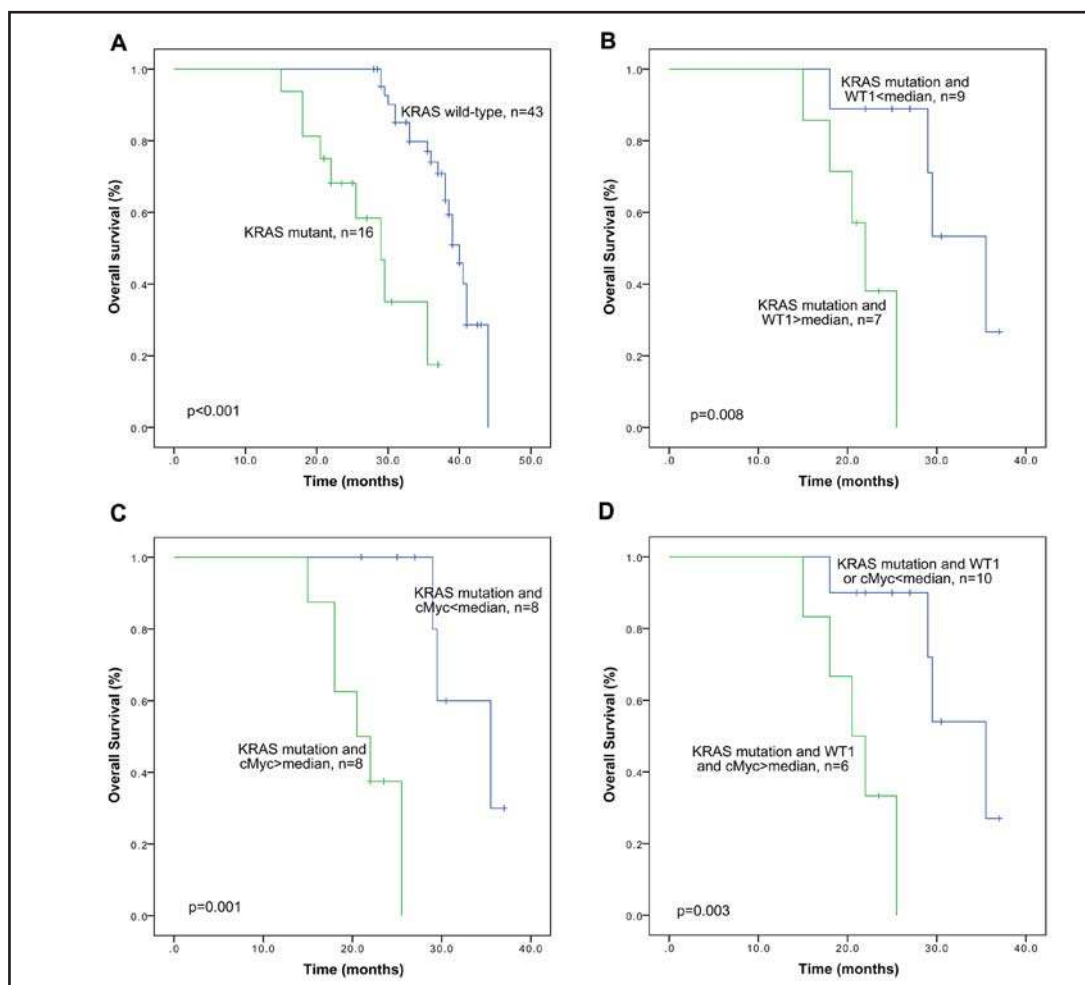 A
1.0
0.8
0.6
0.4
0.2
0.0
Overall survival (%)
KRAS wild-type, n=43
KRAS mutant, n=16
p<0.001
.0 10.0 20.0 30.0 40.0 50.0
Time (months)
B
1.0
0.8
0.6
0.4
0.2
0.0
Overall Survival (%)
KRAS mutation and
WT1<median, n=9
KRAS mutation and
WT1>median, n=7
p=0.008
.0 10.0 20.0 30.0 40.0
Time (months)
C
1.0
0.8
0.6
0.4
0.2
0.0
Overall Survival (%)
KRAS mutation and
cMyc<median, n=8
KRAS mutation and
cMyc>median, n=8
p=0.001
.0 10.0 20.0 30.0 40.0
Time (months)
D
1.0
0.8
0.6
0.4
0.2
0.0
Overall Survival (%)
KRAS mutation and WT1
or cMyc<median, n=10
KRAS mutation and WT1
and cMyc>median, n=6
p=0.003
.0 10.0 20.0 30.0 40.0
Time (months)